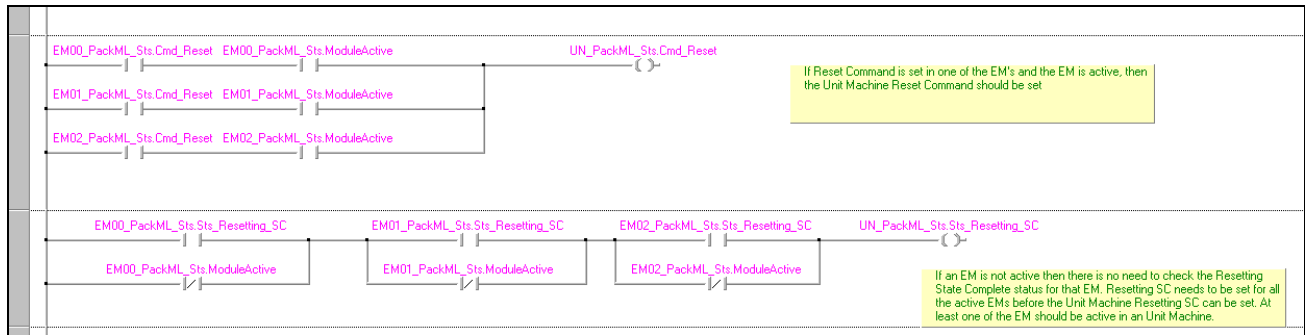 EM00_PackML_Sts.Cmd_Reset EM00_PackML_Sts.ModuleActive UN_PackML_Sts.Cmd_Reset
If Reset Command is set in one of the EM's and the EM is active, then
the Unit Machine Reset Command should be set
EM01_PackML_Sts.Cmd_Reset EM01_PackML_Sts.ModuleActive
EM02_PackML_Sts.Cmd_Reset EM02_PackML_Sts.ModuleActive
EM00_PackML_Sts.Sts_Resetting_SC EM01_PackML_Sts.Sts_Resetting_SC EM02_PackML_Sts.Sts_Resetting_SC UN_PackML_Sts.Sts_Resetting_SC
EM00_PackML_Sts.ModuleActive EM01_PackML_Sts.ModuleActive EM02_PackML_Sts.ModuleActive
If an EM is not active then there is no need to check the Resetting
State Complete status for that EM. Resetting SC needs to be set for all
the active EMs before the Unit Machine Resetting SC can be set. At
least one of the EM should be active in an Unit Machine.